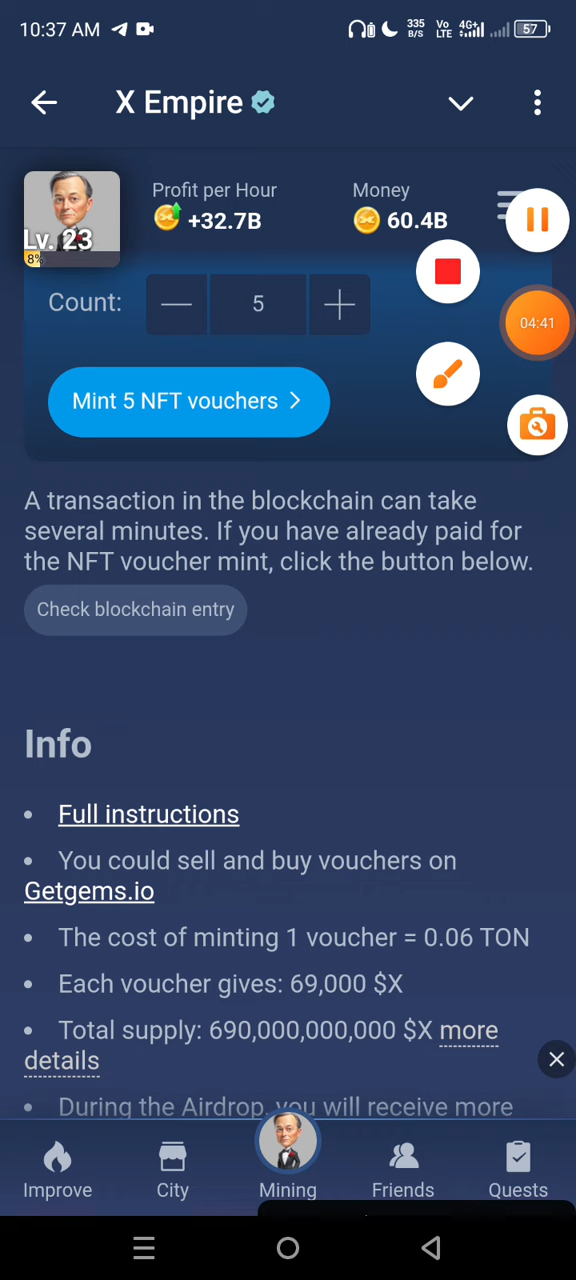 10:37 AM
335 B/S Vo LTE 4G+ 57
X Empire
Profit per Hour
Money
+32.7B
60.4B
Lv. 23
8%
Count:
5
04:41
Mint 5 NFT vouchers
A transaction in the blockchain can take
several minutes. If you have already paid for
the NFT voucher mint, click the button below.
Check blockchain entry
Info
• Full instructions
• You could sell and buy vouchers on
Getgems.io
• The cost of minting 1 voucher = 0.06 TON
• Each voucher gives: 69,000 $X
• Total supply: 690,000,000,000 $X more
details
• During the Airdrop, you will receive more
Improve
City
Mining
Friends
Quests